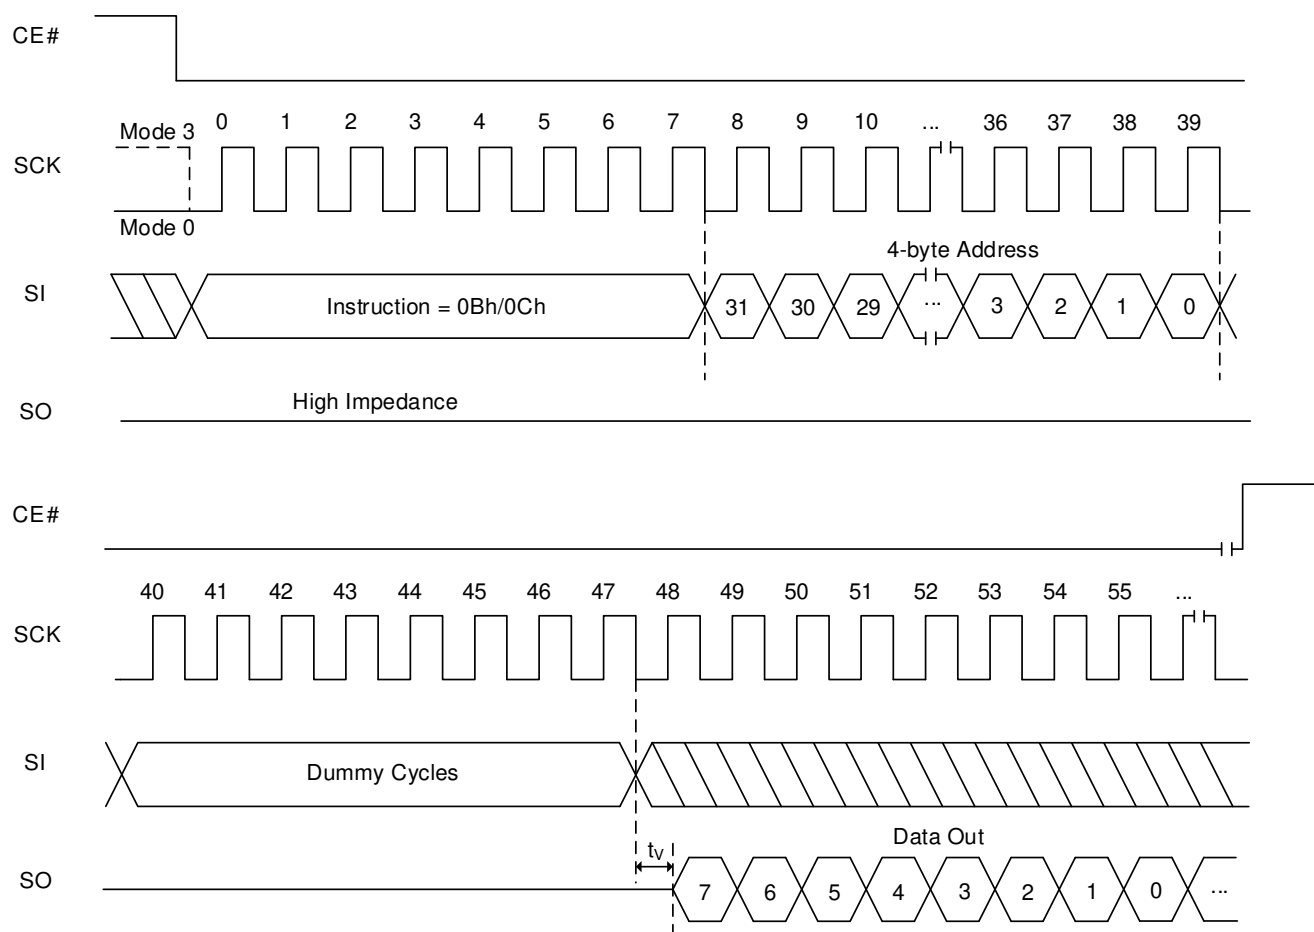 CE#
Mode 3 0 1 2 3 4 5 6 7 8 9 10 ... 36 37 38 39
SCK
Mode 0
4-byte Address
SI Instruction = 0Bh/0Ch 31 30 29 ... 3 2 1 0
High Impedance
SO
CE#
40 41 42 43 44 45 46 47 48 49 50 51 52 53 54 55 ...
SCK
SI Dummy Cycles
Data Out
tV
SO 7 6 5 4 3 2 1 0 ...